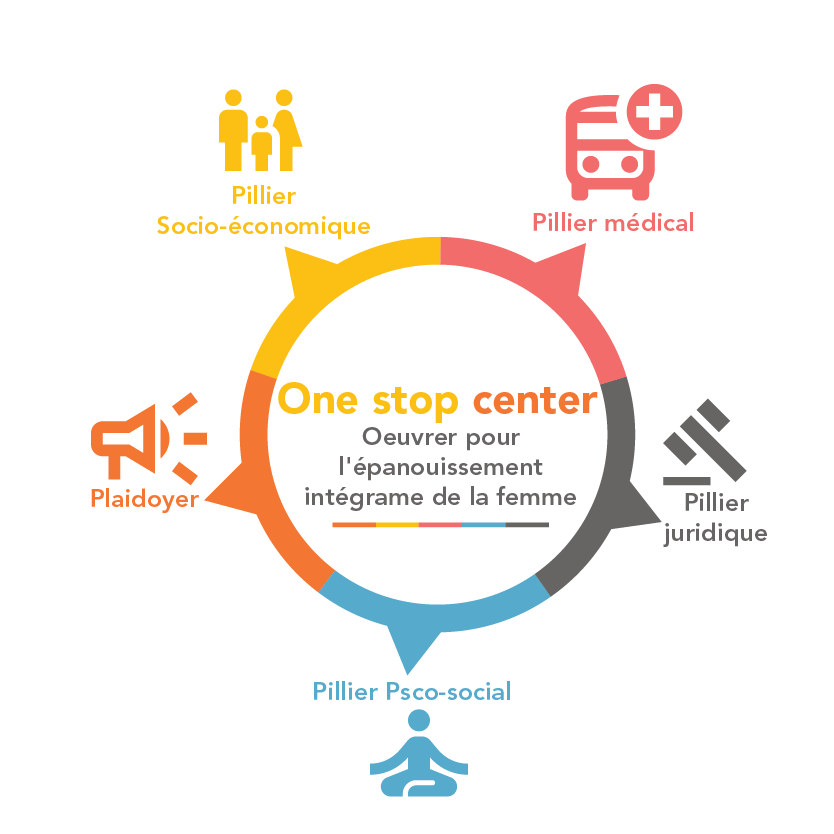 Pillier
Socio-économique
Pillier médical
One stop center
Oeuvrer pour
l'épanouissement
intégrame de la femme
Plaidoyer
Pillier
juridique
Pillier Psco-social